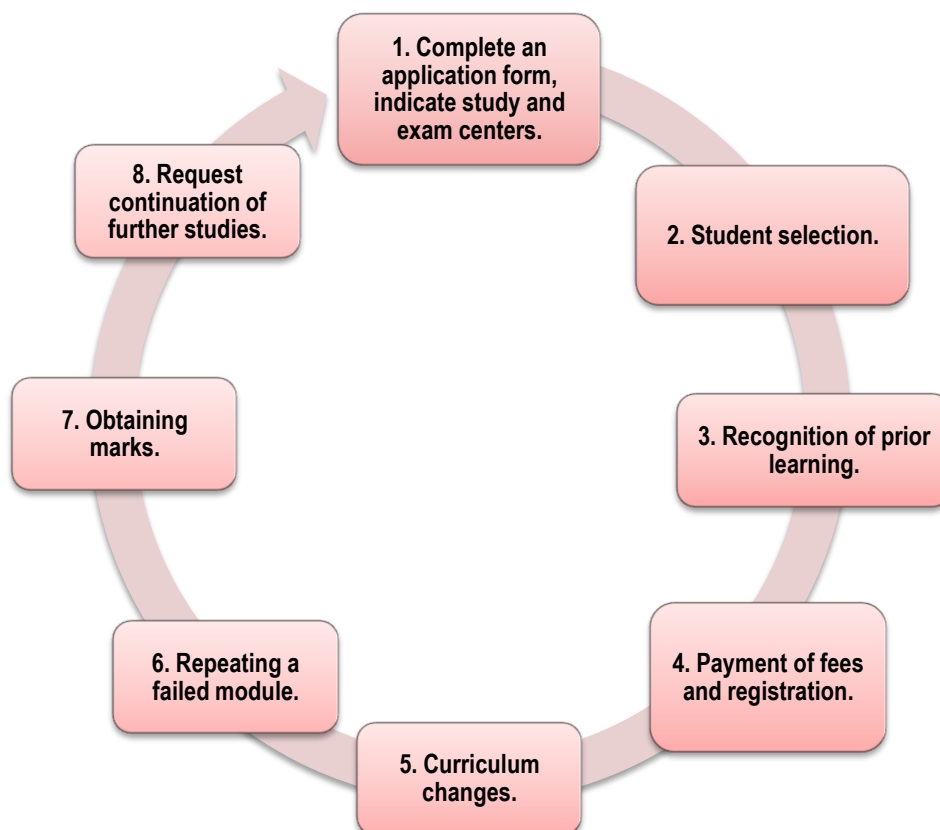 1. Complete an
application form,
indicate study and
exam centers.
2. Student selection.
3. Recognition of prior
learning.
4. Payment of fees
and registration.
5. Curriculum
changes.
6. Repeating a
failed module.
7. Obtaining
marks.
8. Request
continuation of
further studies.